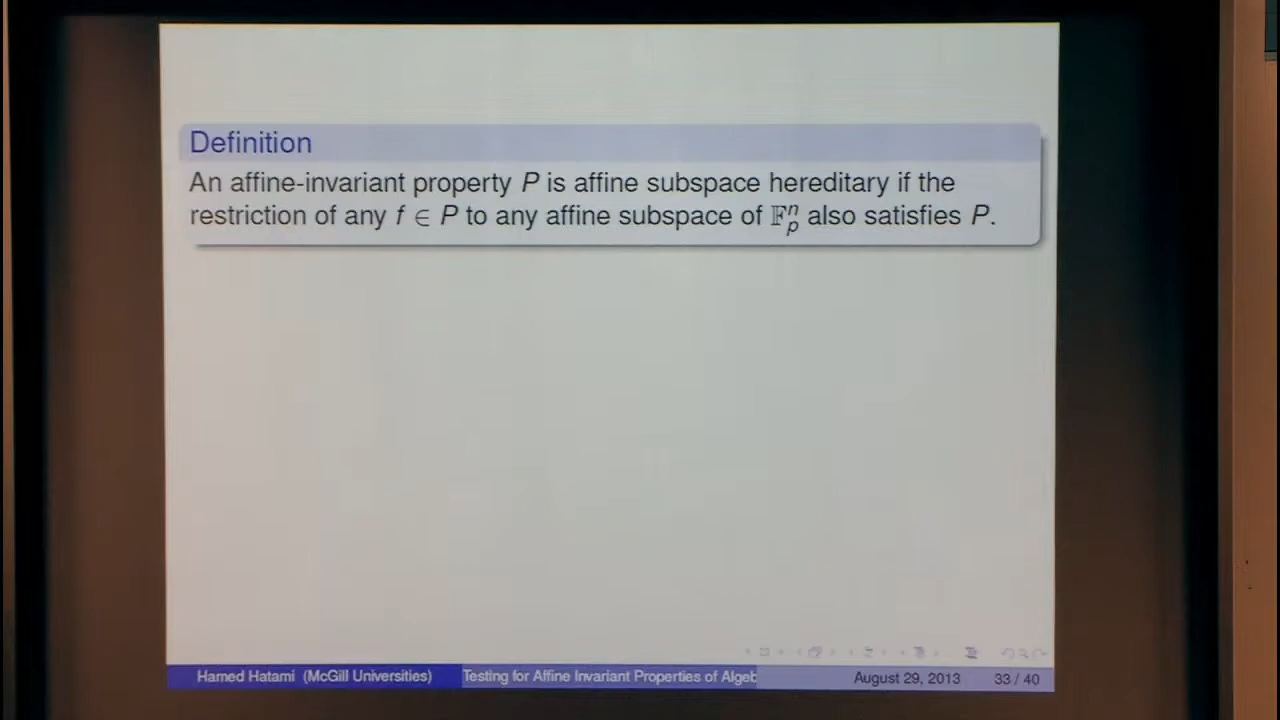 Definition
An affine-invariant property P is affine subspace hereditary if the
restriction of any f ∈ P to any affine subspace of 𝔽ₚⁿ also satisfies P.
Hamed Hatami (McGill Universities) Testing for Affine Invariant Properties of Algeb August 29, 2013 33 / 40